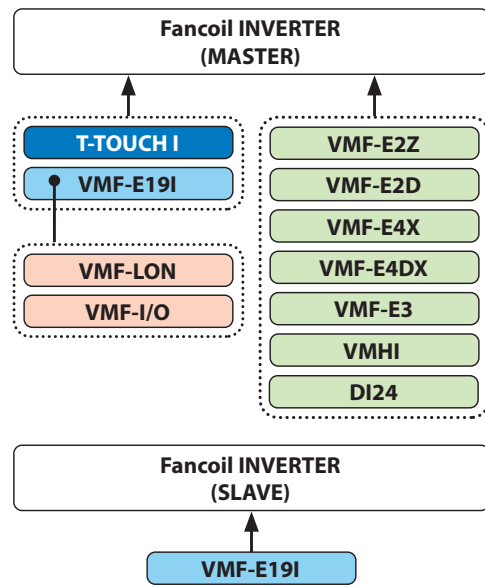 Fancoil INVERTER
(MASTER)
T-TOUCH I
VMF-E19I
VMF-LON
VMF-I/O
VMF-E2Z
VMF-E2D
VMF-E4X
VMF-E4DX
VMF-E3
VMHI
DI24
Fancoil INVERTER
(SLAVE)
VMF-E19I